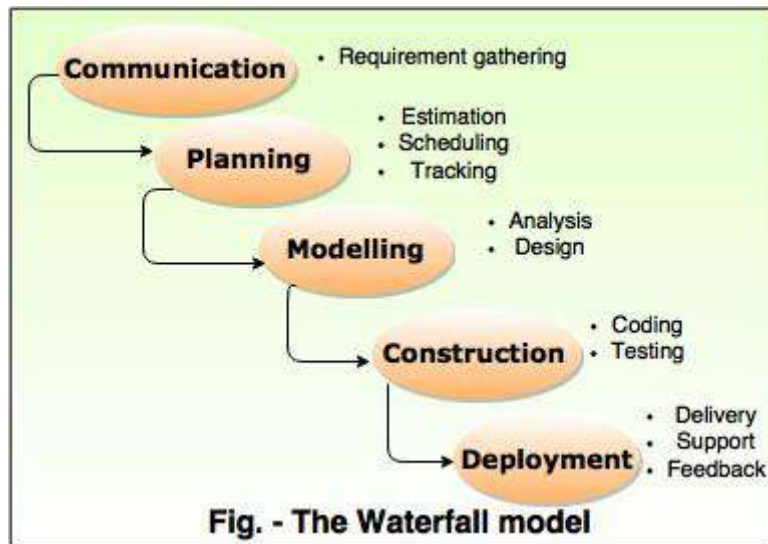 Communication
• Requirement gathering
Planning
• Estimation
• Scheduling
• Tracking
Modelling
• Analysis
• Design
Construction
• Coding
• Testing
Deployment
• Delivery
• Support
• Feedback
Fig. - The Waterfall model